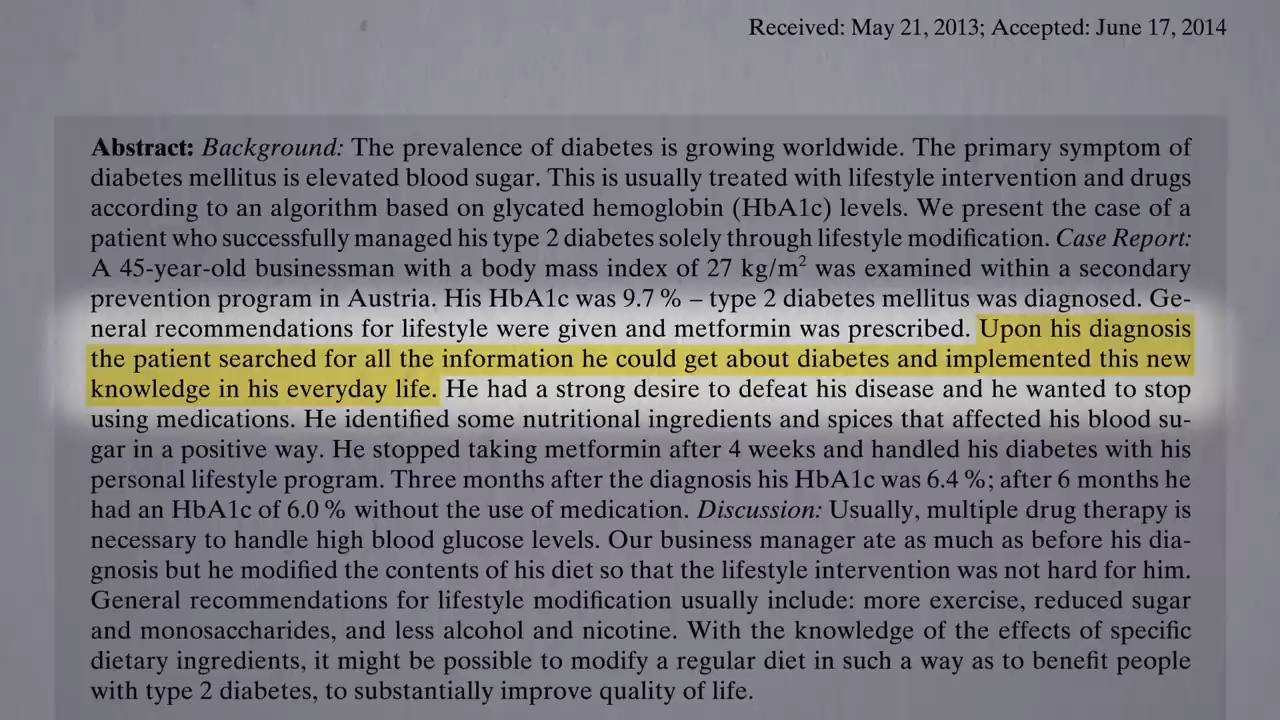 Received: May 21, 2013; Accepted: June 17, 2014
Abstract: Background: The prevalence of diabetes is growing worldwide. The primary symptom of
diabetes mellitus is elevated blood sugar. This is usually treated with lifestyle intervention and drugs
according to an algorithm based on glycated hemoglobin (HbA1c) levels. We present the case of a
patient who successfully managed his type 2 diabetes solely through lifestyle modification. Case Report:
A 45-year-old businessman with a body mass index of 27 kg/m² was examined within a secondary
prevention program in Austria. His HbA1c was 9.7 % – type 2 diabetes mellitus was diagnosed. Ge-
neral recommendations for lifestyle were given and metformin was prescribed. Upon his diagnosis
the patient searched for all the information he could get about diabetes and implemented this new
knowledge in his everyday life. He had a strong desire to defeat his disease and he wanted to stop
using medications. He identified some nutritional ingredients and spices that affected his blood su-
gar in a positive way. He stopped taking metformin after 4 weeks and handled his diabetes with his
personal lifestyle program. Three months after the diagnosis his HbA1c was 6.4 %; after 6 months he
had an HbA1c of 6.0 % without the use of medication. Discussion: Usually, multiple drug therapy is
necessary to handle high blood glucose levels. Our business manager ate as much as before his dia-
gnosis but he modified the contents of his diet so that the lifestyle intervention was not hard for him.
General recommendations for lifestyle modification usually include: more exercise, reduced sugar
and monosaccharides, and less alcohol and nicotine. With the knowledge of the effects of specific
dietary ingredients, it might be possible to modify a regular diet in such a way as to benefit people
with type 2 diabetes, to substantially improve quality of life.